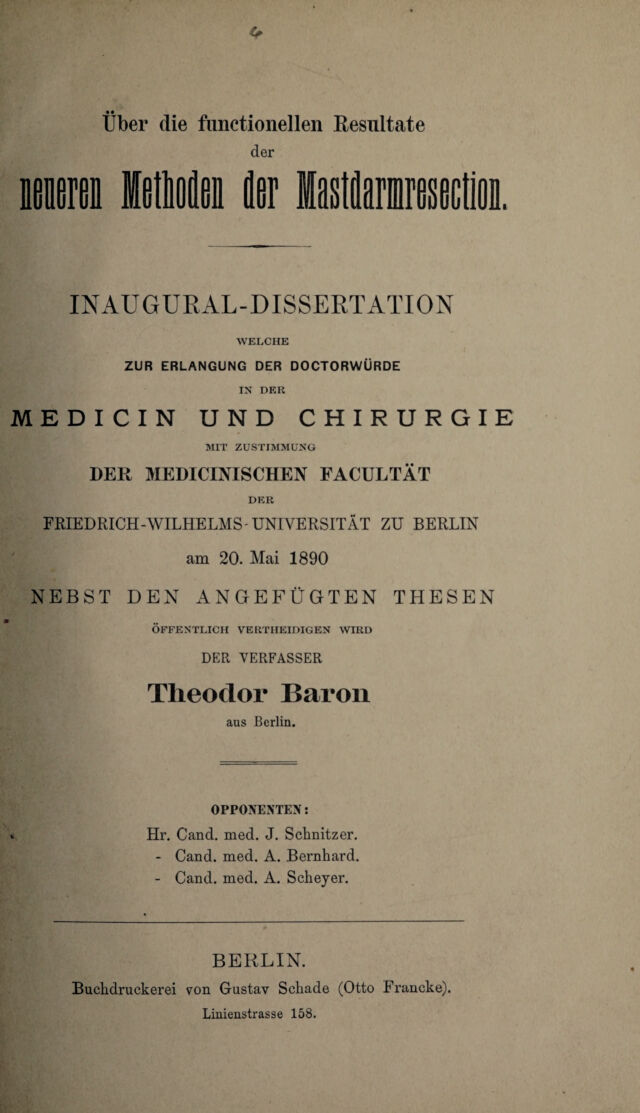 Über die functionellen Resultate
der
neueren Methoden der Mastdarmresection.
INAUGURAL-DISSERTATION
WELCHE
ZUR ERLANGUNG DER DOCTORWÜRDE
IN DER
MEDICIN UND CHIRURGIE
MIT ZUSTIMMUNG
DER MEDICINISCHEN FACULTÄT
DER
FRIEDRICH-WILHELMS-UNIVERSITÄT ZU BERLIN
am 20. Mai 1890
NEBST DEN ANGEFÜGTEN THESEN
ÖFFENTLICH VERTHEIDIGEN WIRD
DER VERFASSER
Theodor Baron
aus Berlin.
OPPONENTEN:
Hr. Cand. med. J. Schnitzer.
- Cand. med. A. Bernhard.
- Cand. med. A. Scheyer.
BERLIN.
Buchdruckerei von Gustav Schade (Otto Francke).
Linienstrasse 158.